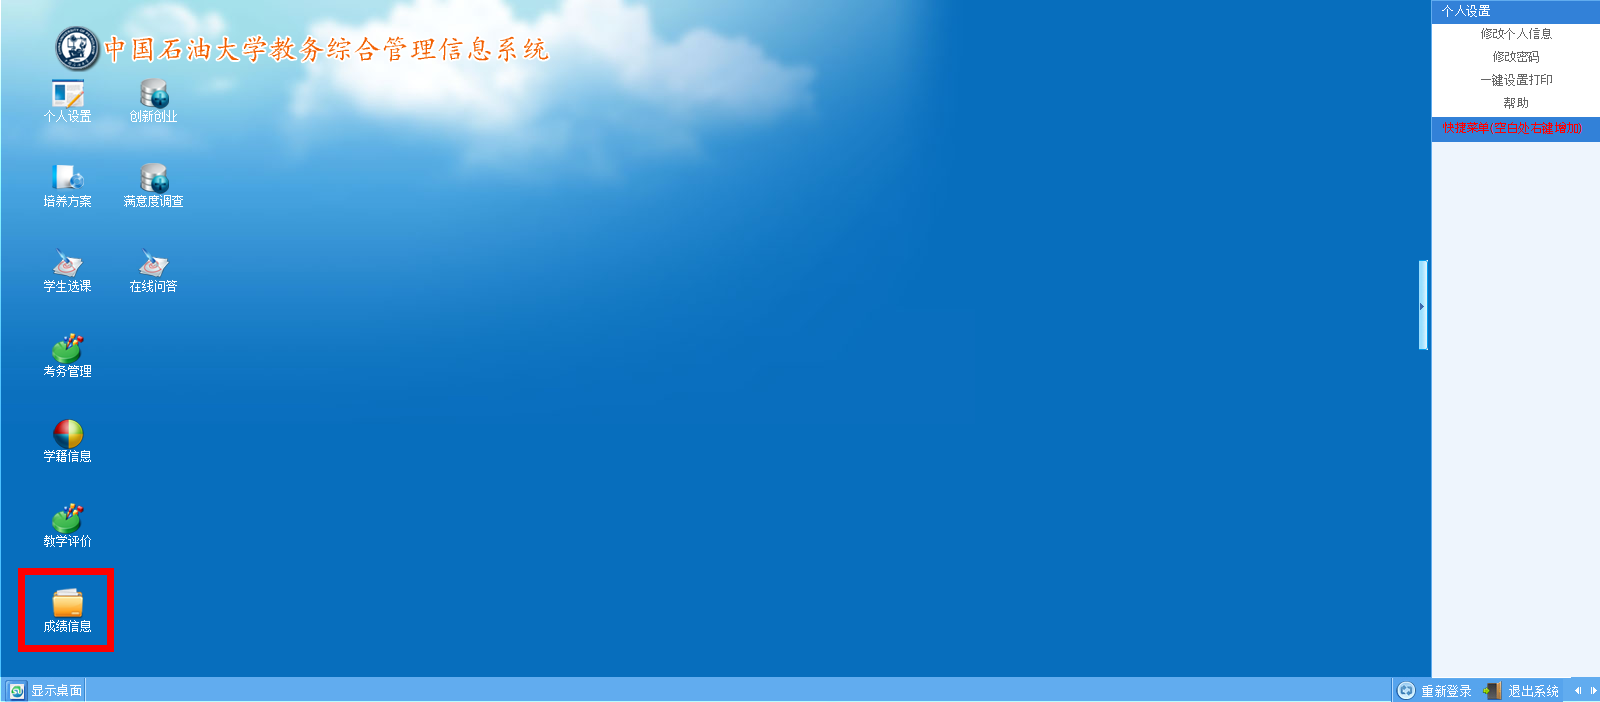 中国石油大学教务综合管理信息系统
个人设置
创新创业
培养方案
满意度调查
学生选课
在线问答
考务管理
学籍信息
教学评价
成绩信息
个人设置
修改个人信息
修改密码
一键设置打印
帮助
快捷菜单(空白处右键增加)
显示桌面
重新登录
退出系统